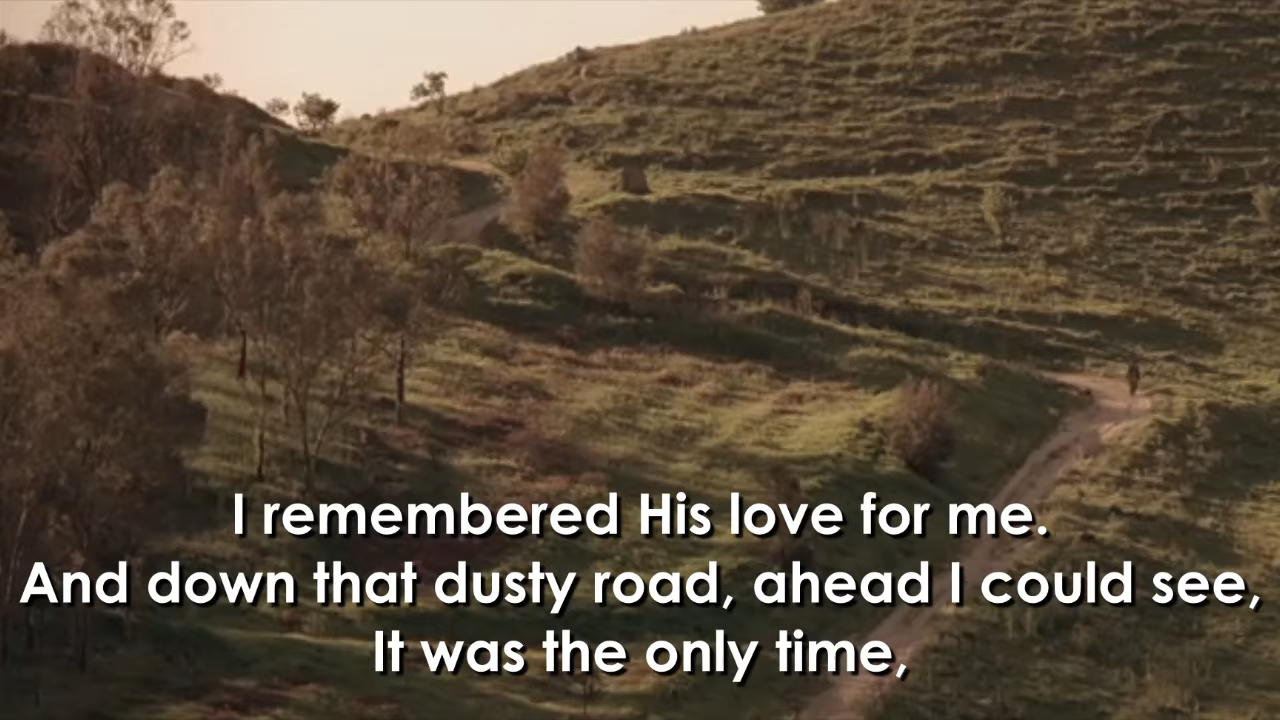 I remembered His love for me.
And down that dusty road, ahead I could see,
It was the only time,